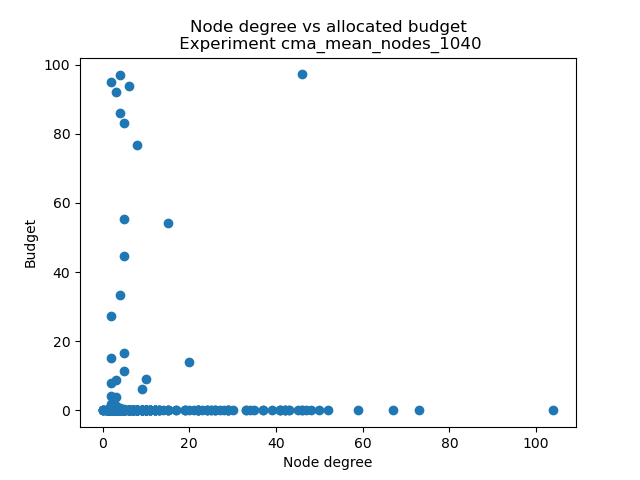 Node degree vs allocated budget
Experiment cma_mean_nodes_1040
100
80
60
40
20
0
Budget
0 20 40 60 80 100
Node degree